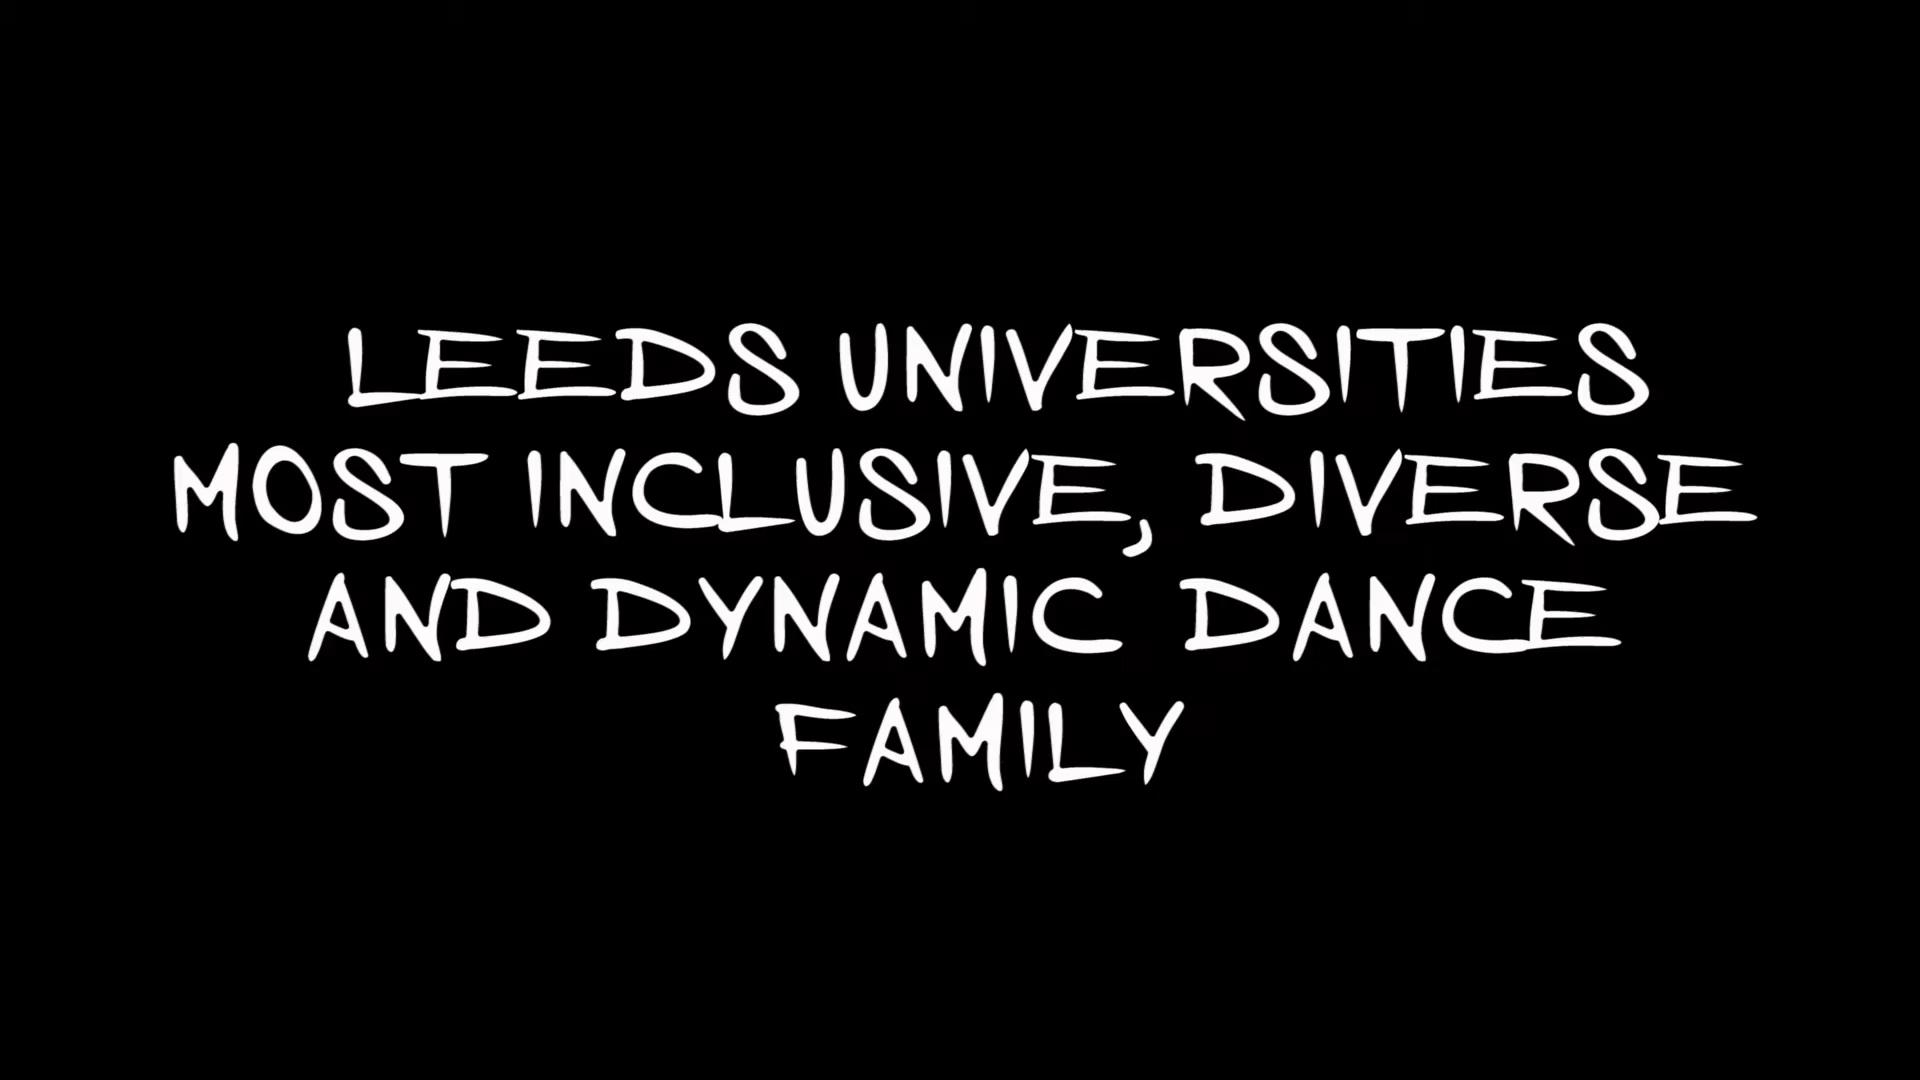 LEEDS UNIVERSITIES
MOST INCLUSIVE, DIVERSE
AND DYNAMIC DANCE
FAMILY